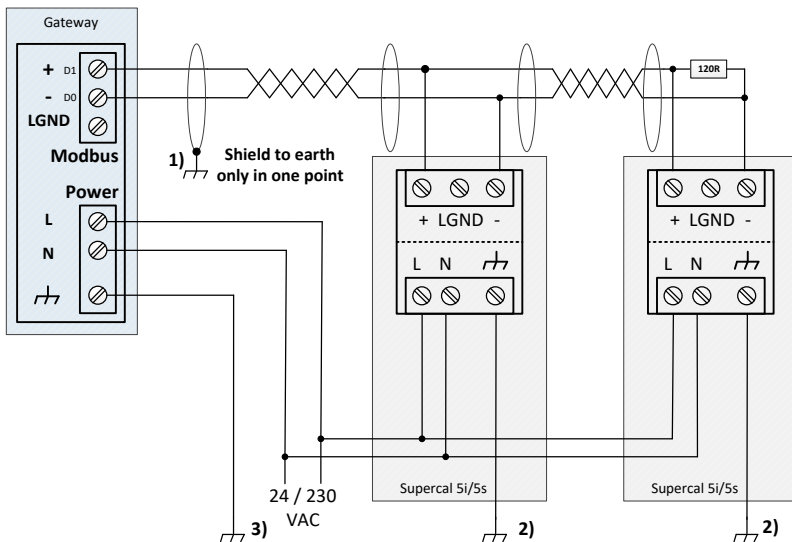 Gateway
+ D1
- D0
LGND
Modbus
Power
L
N
1)
Shield to earth
only in one point
120R
+ LGND -
L N
Supercal 5i/5s
+ LGND -
L N
Supercal 5i/5s
24 / 230
VAC
3)
2)
2)